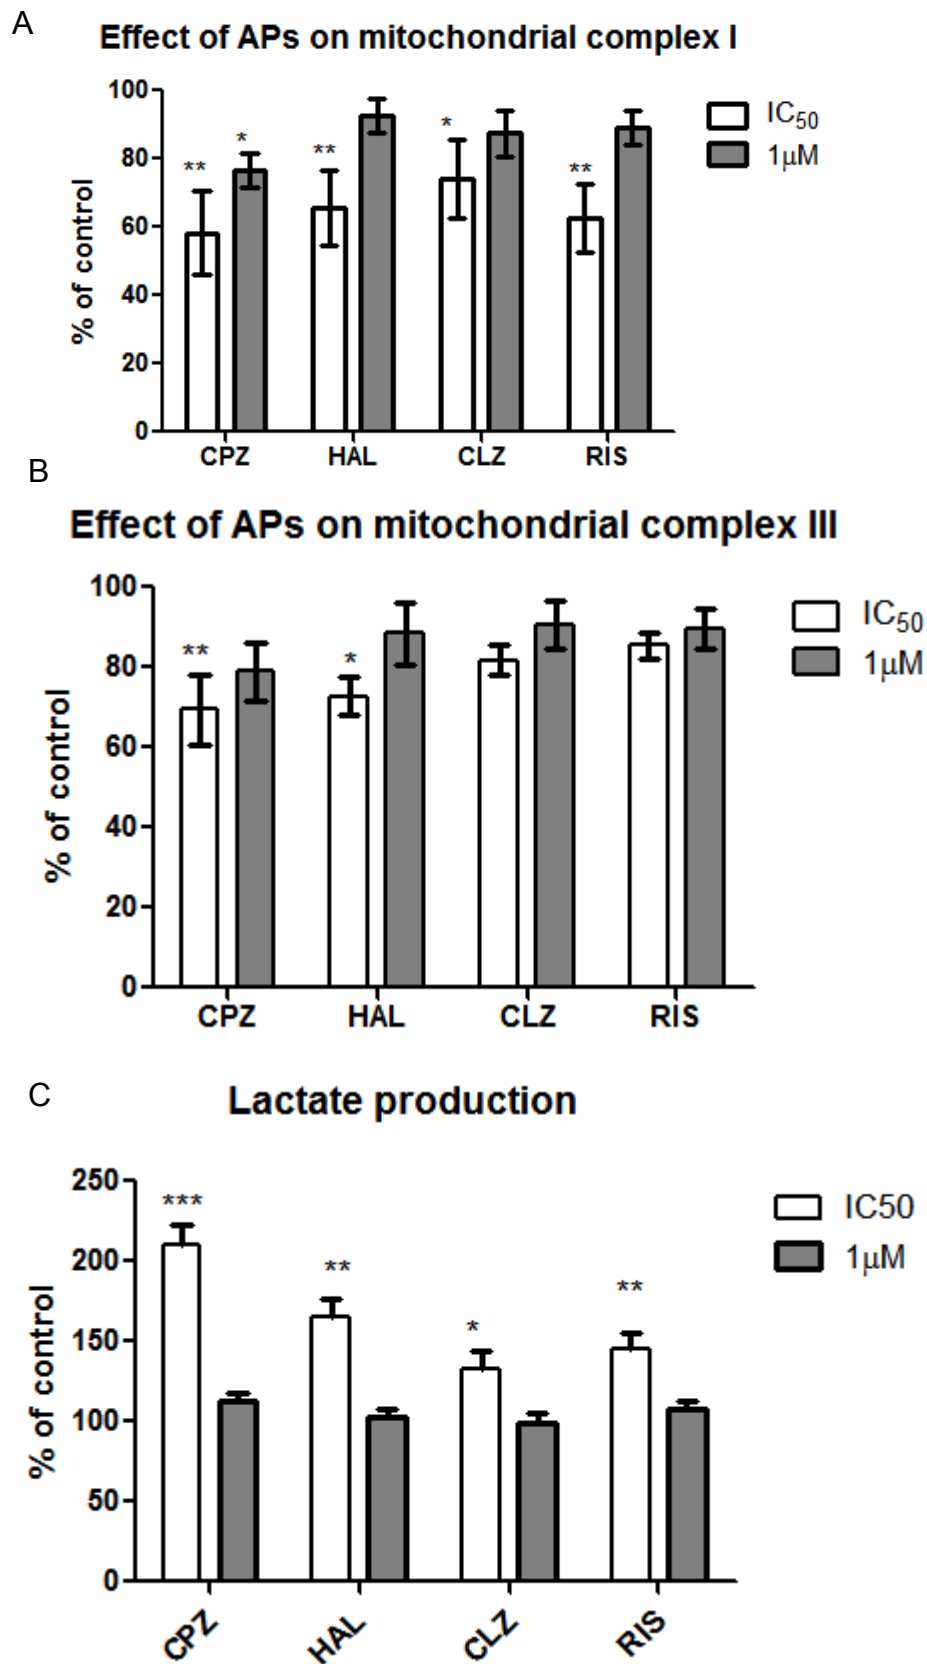 A
Effect of APs on mitochondrial complex I
100
80
60
40
20
0
% of control
** * ** * **
CPZ HAL CLZ RIS
IC50
1µM
B
Effect of APs on mitochondrial complex III
100
80
60
40
20
0
% of control
** *
CPZ HAL CLZ RIS
IC50
1µM
C
Lactate production
250
200
150
100
50
0
% of control
*** ** * **
CPZ HAL CLZ RIS
IC50
1µM